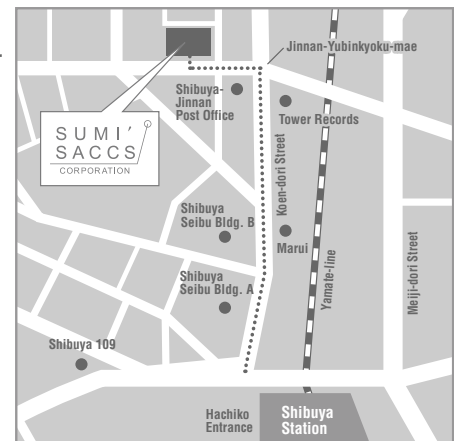 Jinnan-Yubinkyoku-mae
Shibuya-
Jinnan
Post Office
Tower Records
SUMI'
SACCS
CORPORATION
Koen-dori Street
Shibuya
Seibu Bldg. B
Marui
Yamate-line
Meiji-dori Street
Shibuya
Seibu Bldg. A
Shibuya 109
Hachiko
Entrance
Shibuya
Station